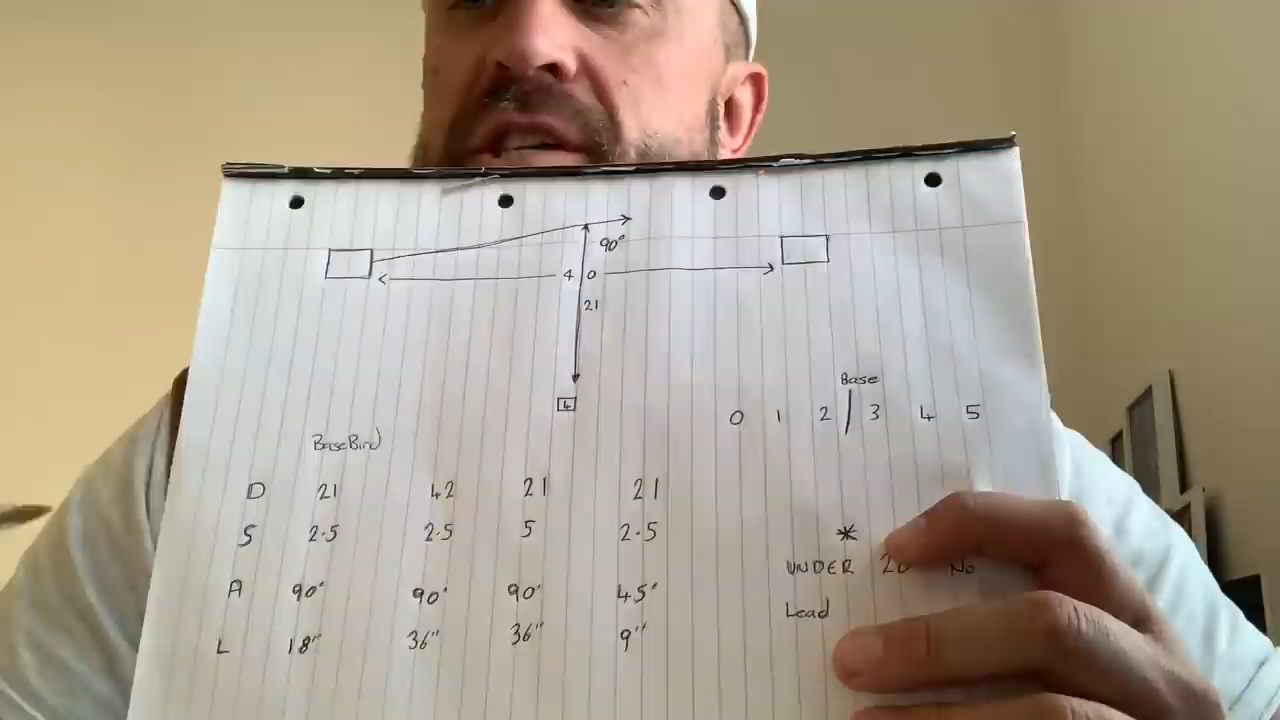 90°
4 0
21
4
Base
0 1 2 / 3 4 5
BaseBird
D 21 42 21 21
S 2.5 2.5 5 2.5
*
UNDER No
A 90° 90° 90° 45°
Lead
L 18" 36" 36" 9"